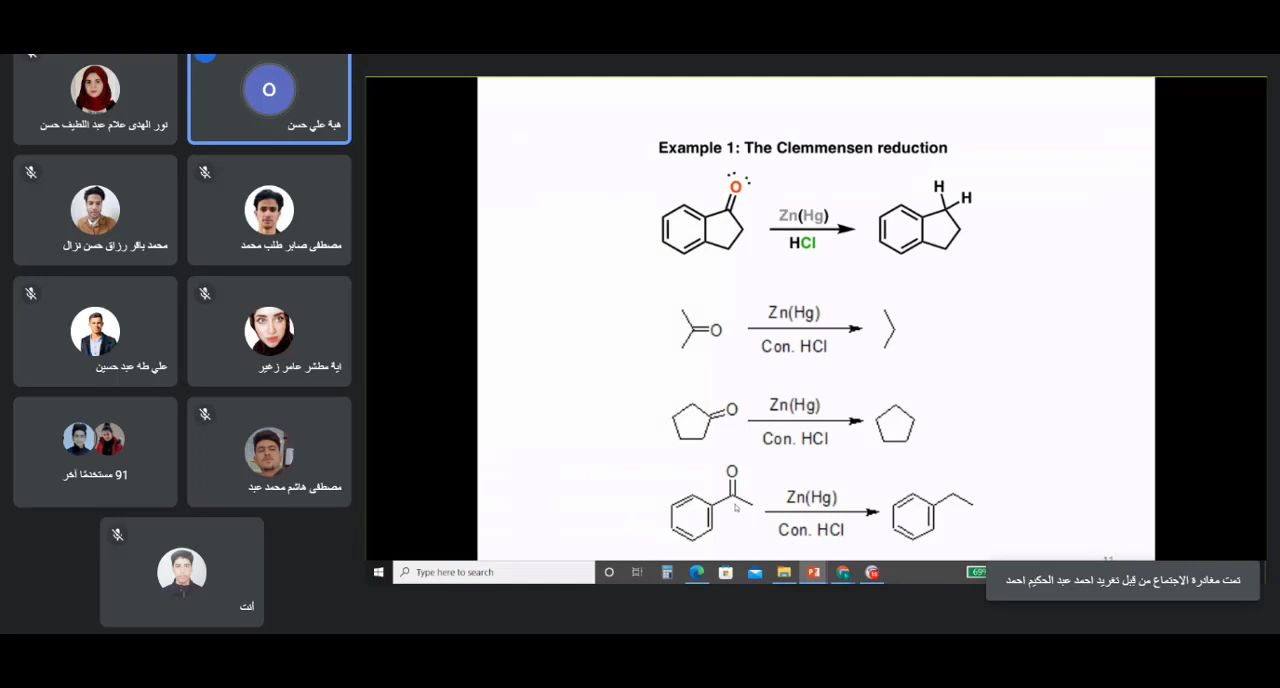 نور الهدى علام عبد اللطيف حسن
O
هبة علي حسن
محمد باقر رزاق حسن نزال
مصطفى صابر طلب محمد
علي طه عبد حسين
اية مطشر عامر زغير
91 مستخدمًا آخر
مصطفى هاشم محمد عبد
أنت
Example 1: The Clemmensen reduction
O
Zn(Hg)
HCl
H
H
O
Zn(Hg)
Con. HCl
O
Zn(Hg)
Con. HCl
O
Zn(Hg)
Con. HCl
11
Type here to search
69%
تمت مغادرة الاجتماع من قبل تغريد احمد عبد الحكيم احمد